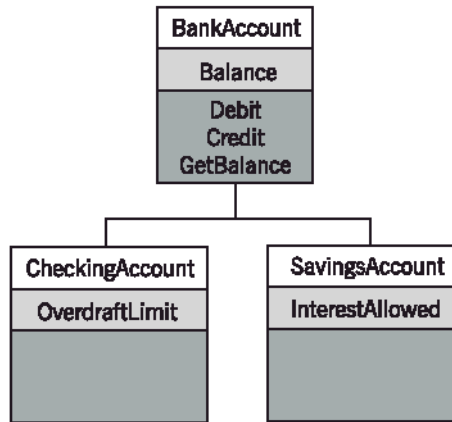 BankAccount
Balance
Debit
Credit
GetBalance
CheckingAccount
OverdraftLimit
SavingsAccount
InterestAllowed